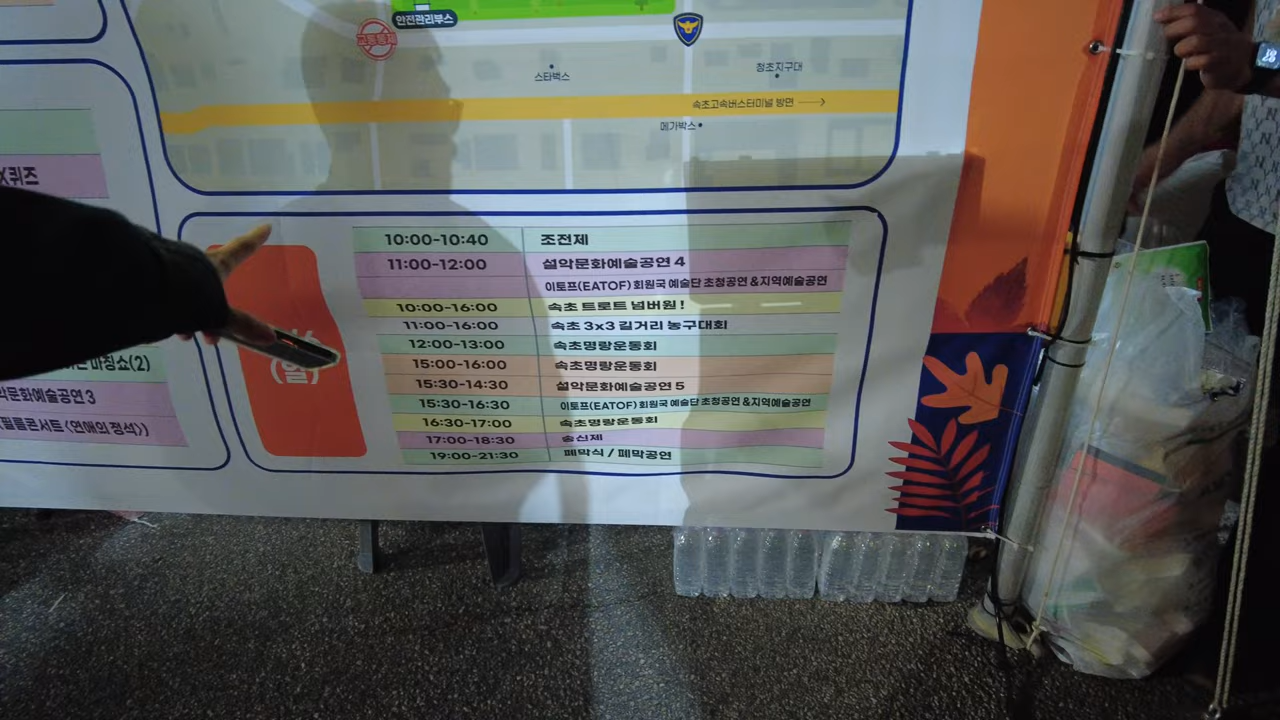 안전관리부스
교통통제
스타벅스
청초지구대
속초고속버스터미널 방면
메가박스
퀴즈
마칭쇼(2)
악문화예술공연 3
필름콘서트 <연애의 정석>)
(월)
10:00-10:40 조전제
11:00-12:00 설악문화예술공연 4
이토프(EATOF) 회원국 예술단 초청공연 & 지역예술공연
10:00-16:00 속초 트로트 넘버원 !
11:00-16:00 속초 3x3 길거리 농구대회
12:00-13:00 속초명랑운동회
15:00-16:00 속초명랑운동회
15:30-14:30 설악문화예술공연 5
15:30-16:30 이토프(EATOF) 회원국 예술단 초청공연 & 지역예술공연
16:30-17:00 속초명랑운동회
17:00-18:30 송신제
19:00-21:30 폐막식 / 폐막공연